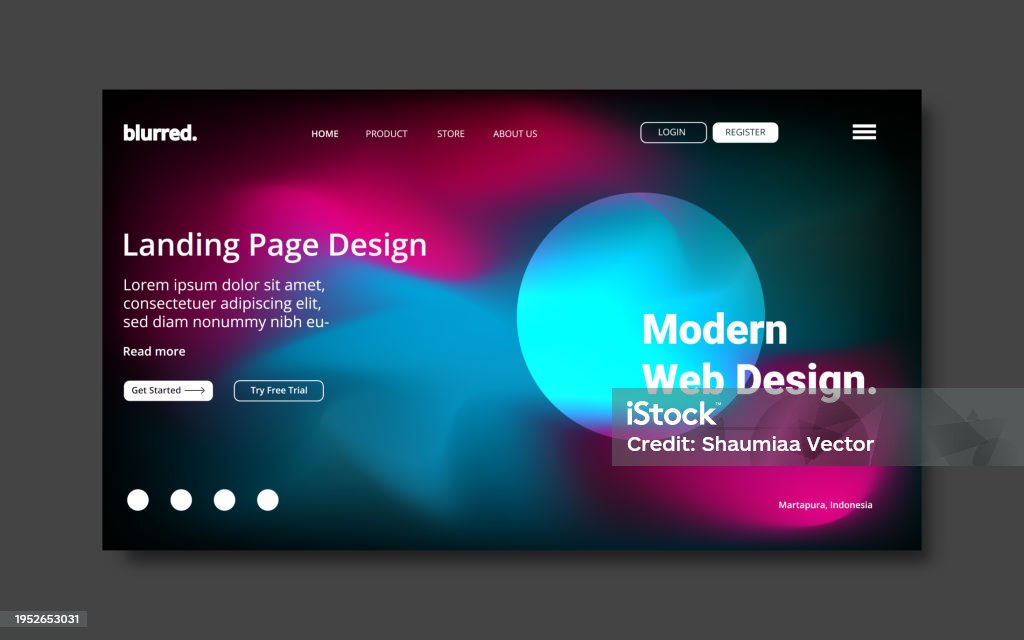 blurred.
HOME PRODUCT STORE ABOUT US LOGIN REGISTER
Landing Page Design
Lorem ipsum dolor sit amet,
consectetuer adipiscing elit,
sed diam nonummy nibh eu-
Read more
Get Started Try Free Trial
Modern
Web Design.
iStock™
Credit: Shaumiaa Vector
Martapura, Indonesia
1952653031